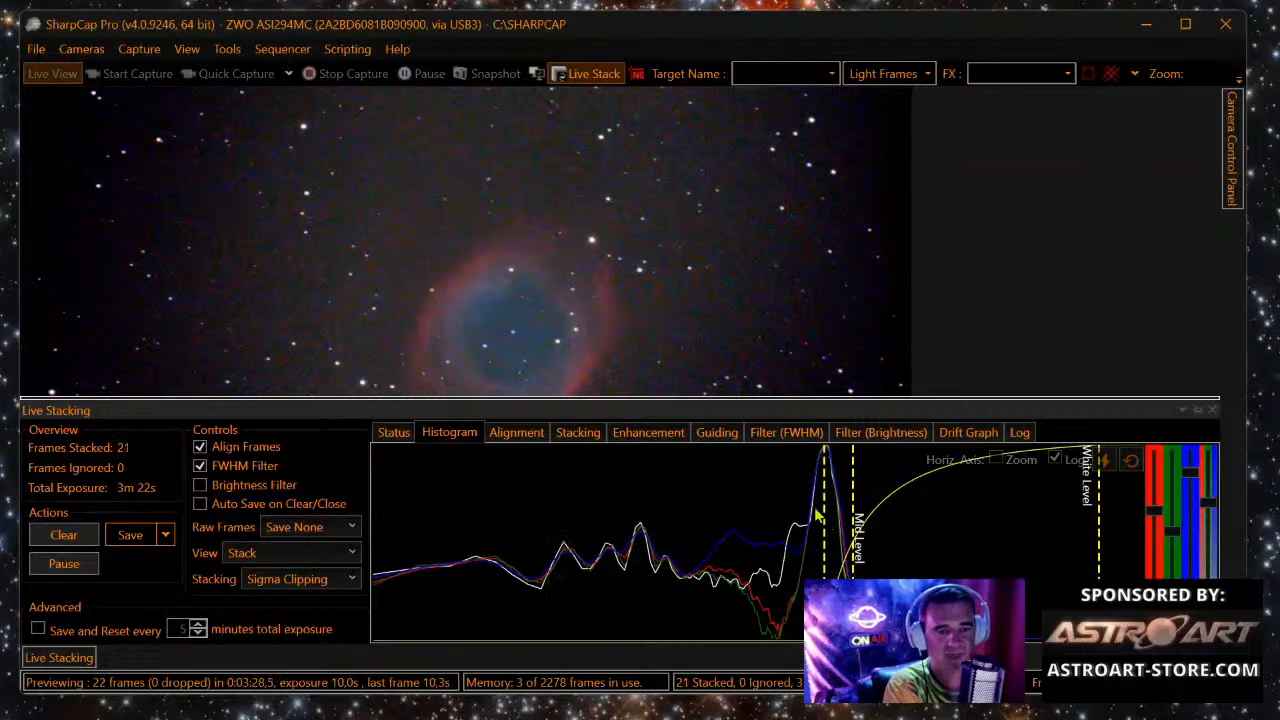 SharpCap Pro (v4.0.9246, 64 bit) - ZWO ASI294MC (2A2BD6081B090900, via USB3) - C:\SHARPCAP
File Cameras Capture View Tools Sequencer Scripting Help
Live View Start Capture Quick Capture Stop Capture Pause Snapshot Live Stack Target Name : Light Frames FX : Zoom:
Camera Control Panel
Live Stacking
Overview
Frames Stacked: 21
Frames Ignored: 0
Total Exposure: 3m 22s
Actions
Clear Save
Pause
Advanced
Save and Reset every 5 minutes total exposure
Controls
Align Frames
FWHM Filter
Brightness Filter
Auto Save on Clear/Close
Raw Frames Save None
View Stack
Stacking Sigma Clipping
Status Histogram Alignment Stacking Enhancement Guiding Filter (FWHM) Filter (Brightness) Drift Graph Log
Horiz. Axis: Zoom
White Level
Mid Level
ON AIR
SPONSORED BY:
ASTROART
ASTROART-STORE.COM
Live Stacking
Previewing : 22 frames (0 dropped) in 0:03:28,5, exposure 10,0s , last frame 10,3s Memory: 3 of 2278 frames in use. 21 Stacked, 0 Ignored, 3